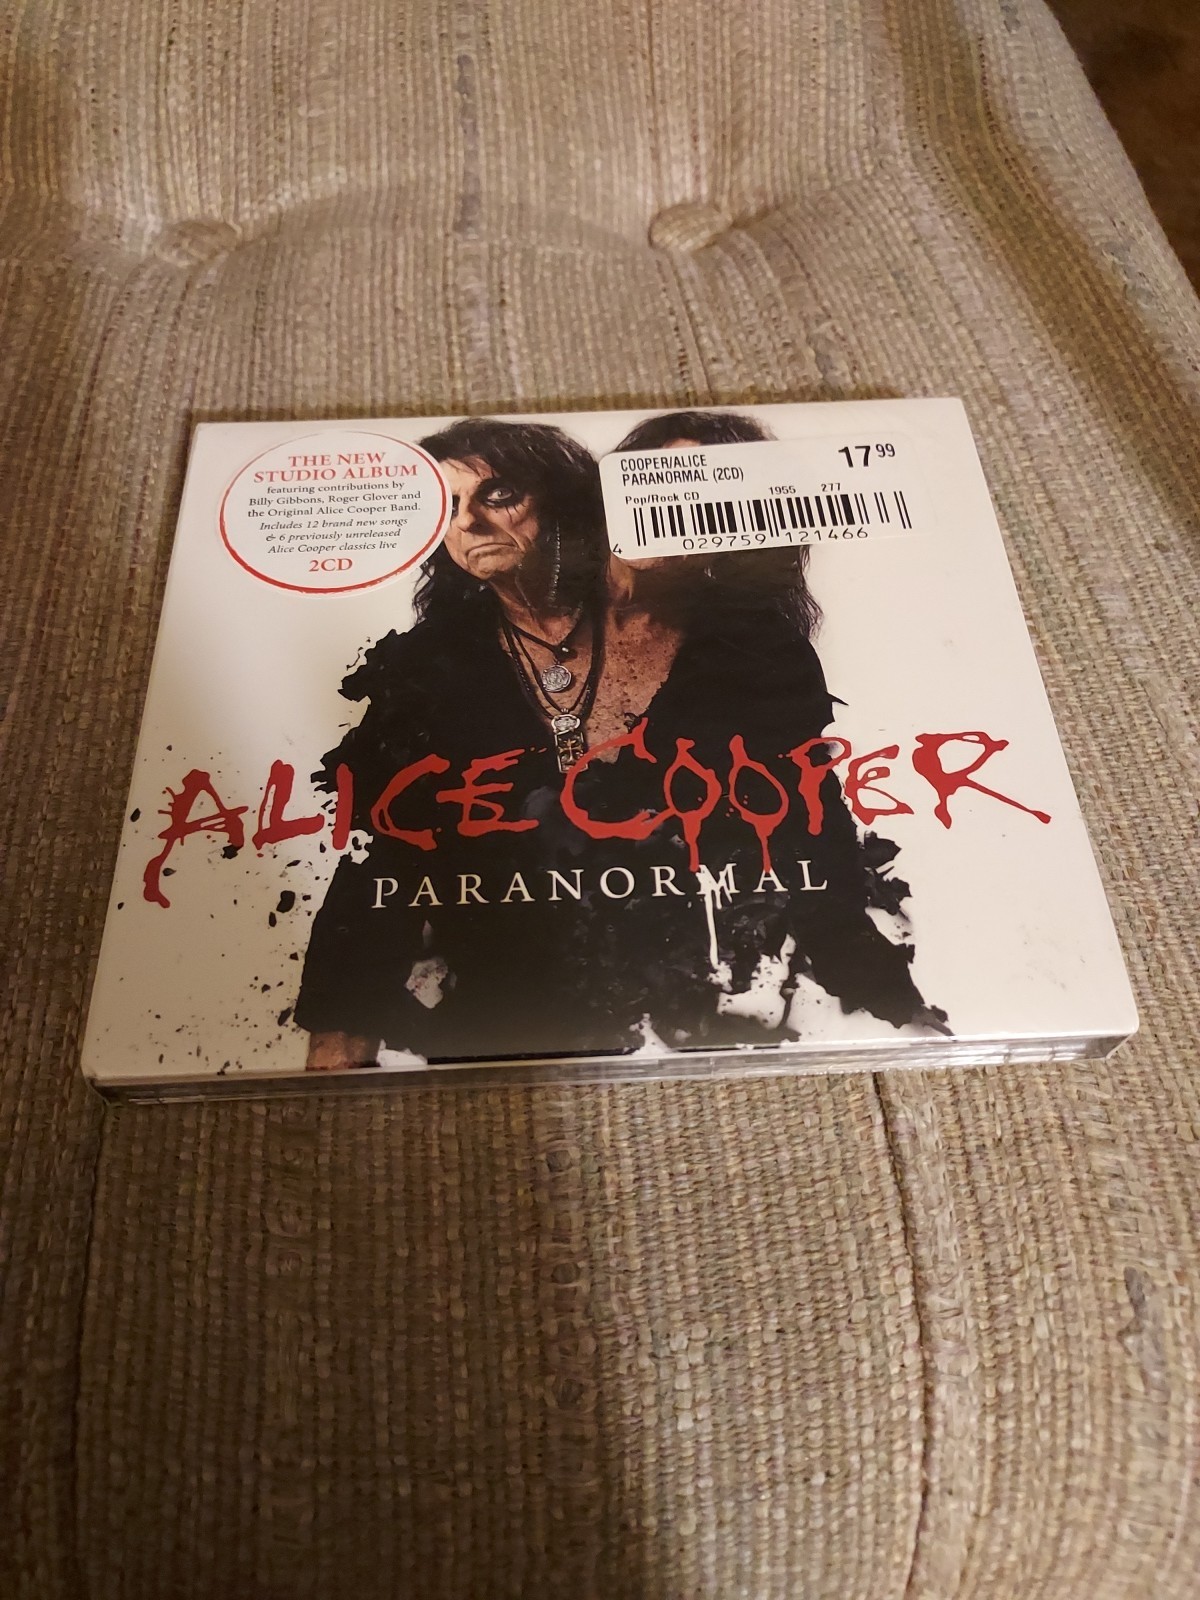 THE NEW
STUDIO ALBUM
featuring contributions by
Billy Gibbons, Roger Glover and
the Original Alice Cooper Band.
Includes 12 brand new songs
& 6 previously unreleased
Alice Cooper classics live
2CD
COOPER/ALICE
PARANORMAL (2CD)
17.99
Pop/Rock CD 1955 277
4 029759 121466
ALICE COOPER
PARANORMAL